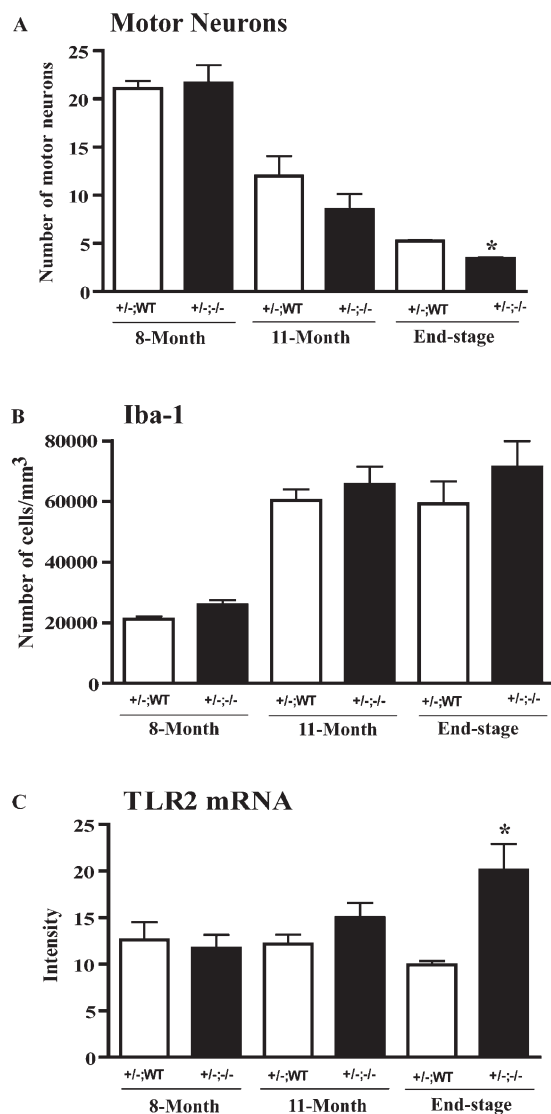 A Motor Neurons
Number of motor neurons
25
20
15
10
5
0
+/-;WT +/-;-/- +/-;WT +/-;-/- +/-;WT +/-;-/-
*
8-Month 11-Month End-stage
B Iba-1
Number of cells/mm³
80000
60000
40000
20000
0
+/-;WT +/-;-/- +/-;WT +/-;-/- +/-;WT +/-;-/-
8-Month 11-Month End-stage
C TLR2 mRNA
Intensity
25
20
15
10
5
0
*
+/-;WT +/-;-/- +/-;WT +/-;-/- +/-;WT +/-;-/-
8-Month 11-Month End-stage